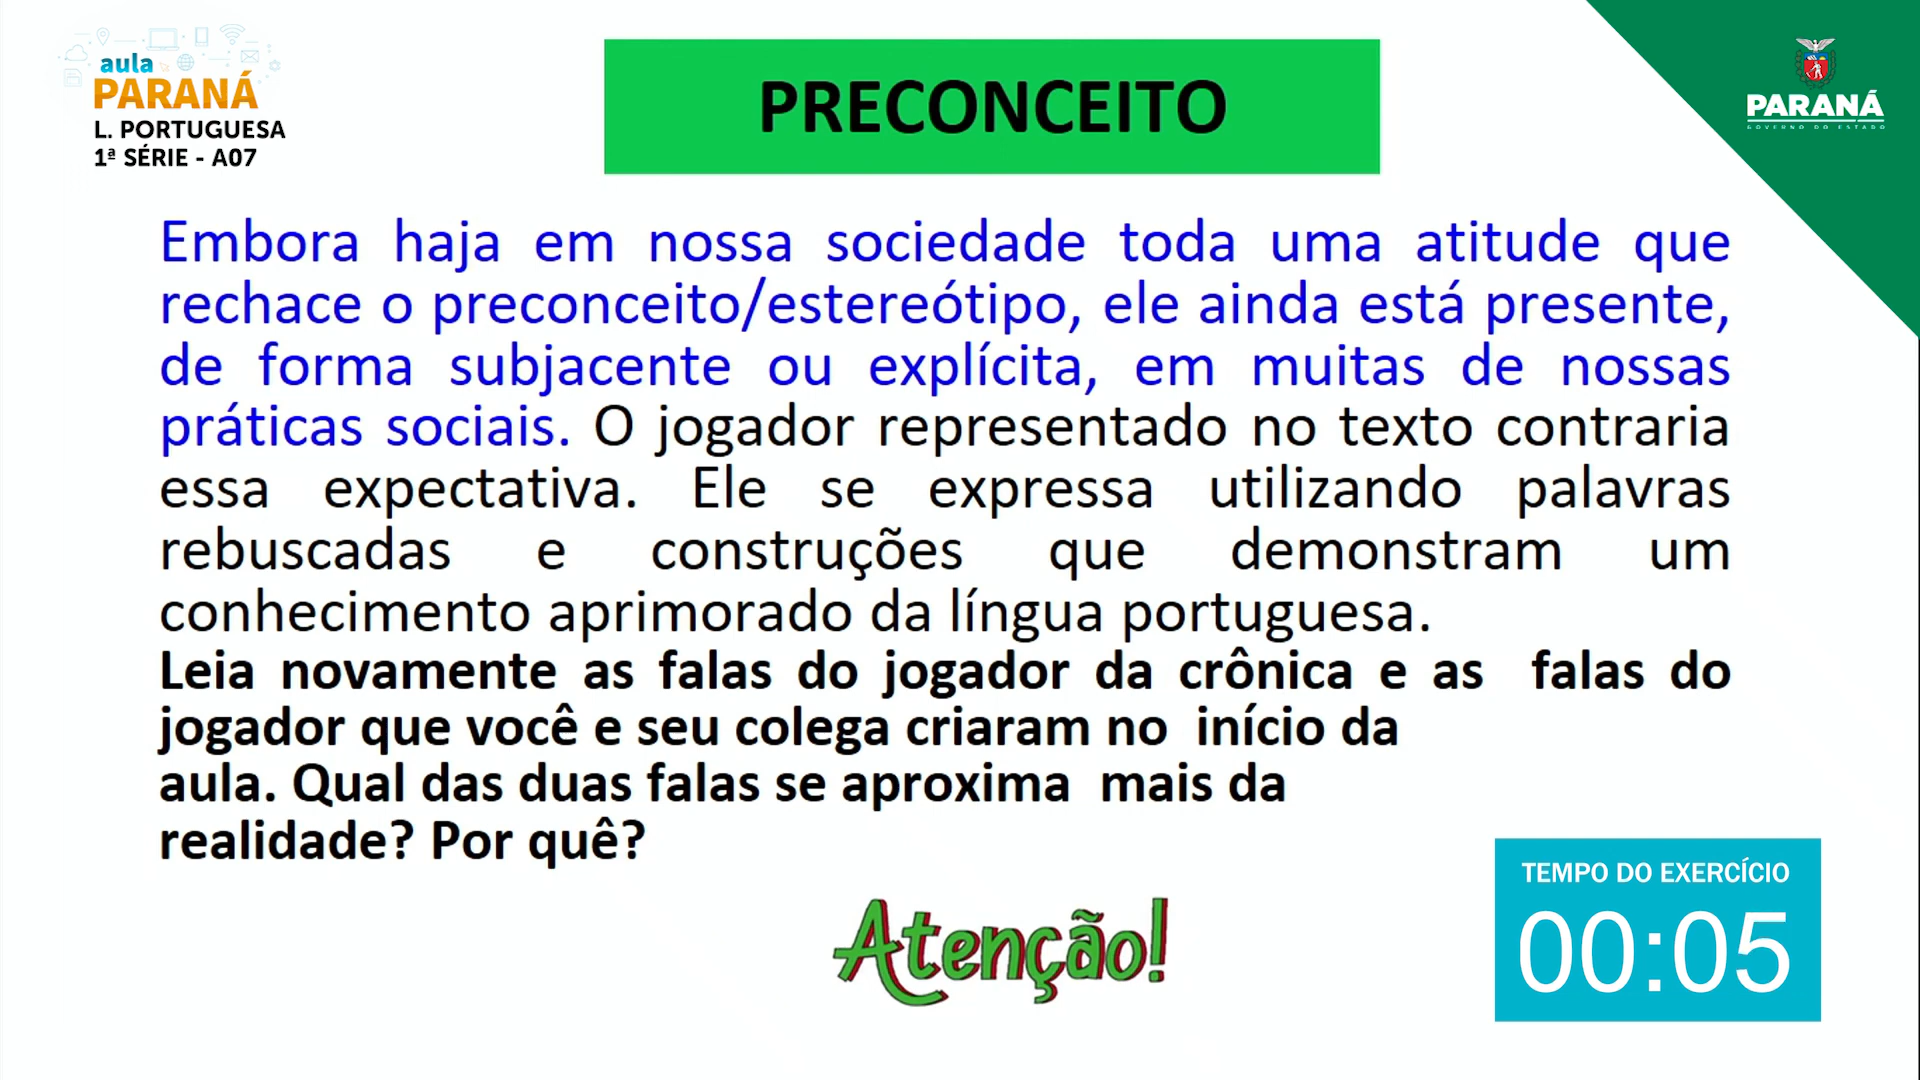 aula
PARANÁ
L. PORTUGUESA
1ª SÉRIE - A07
PRECONCEITO
PARANÁ
GOVERNO DO ESTADO
Embora haja em nossa sociedade toda uma atitude que
rechace o preconceito/estereótipo, ele ainda está presente,
de forma subjacente ou explícita, em muitas de nossas
práticas sociais. O jogador representado no texto contraria
essa expectativa. Ele se expressa utilizando palavras
rebuscadas e construções que demonstram um
conhecimento aprimorado da língua portuguesa.
Leia novamente as falas do jogador da crônica e as falas do
jogador que você e seu colega criaram no início da
aula. Qual das duas falas se aproxima mais da
realidade? Por quê?
Atenção!
TEMPO DO EXERCÍCIO
00:05